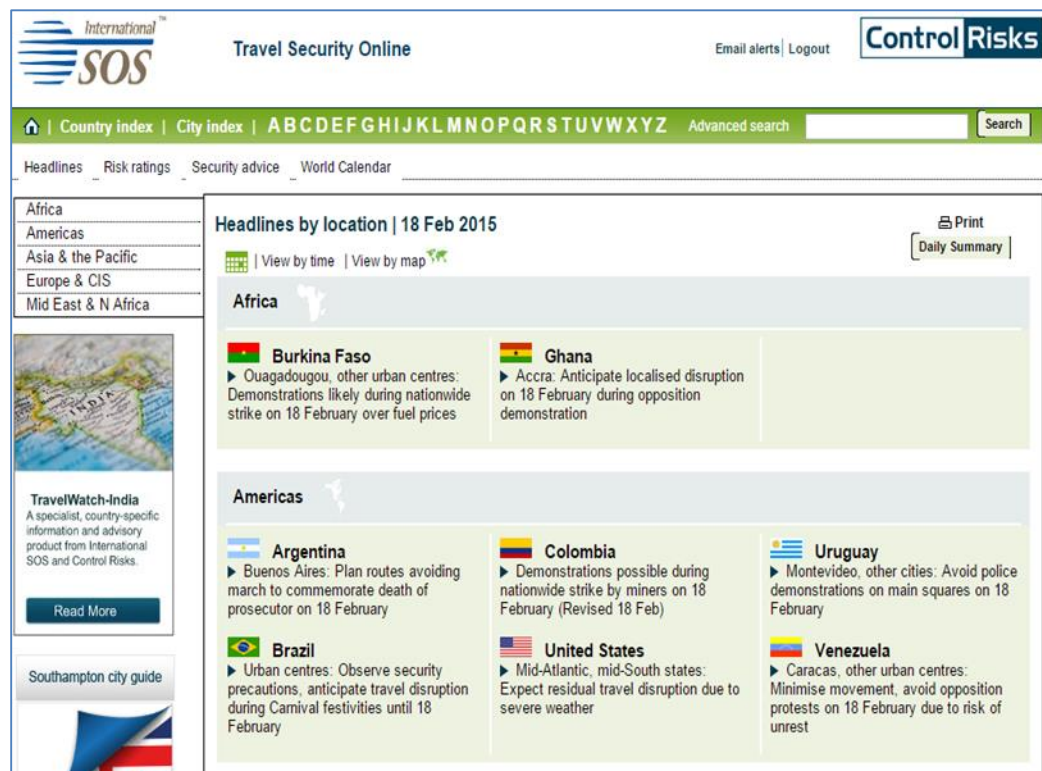 International
SOS
™
Travel Security Online
Email alerts | Logout
Control Risks
| Country index | City index | A B C D E F G H I J K L M N O P Q R S T U V W X Y Z Advanced search Search
Headlines Risk ratings Security advice World Calendar
Africa
Americas
Asia & the Pacific
Europe & CIS
Mid East & N Africa
INDIA
TravelWatch-India
A specialist, country-specific
information and advisory
product from International
SOS and Control Risks.
Read More
Southampton city guide
Headlines by location | 18 Feb 2015
Print
Daily Summary
| View by time | View by map
Africa
Burkina Faso
Ouagadougou, other urban centres:
Demonstrations likely during nationwide
strike on 18 February over fuel prices
Ghana
Accra: Anticipate localised disruption
on 18 February during opposition
demonstration
Americas
Argentina
Buenos Aires: Plan routes avoiding
march to commemorate death of
prosecutor on 18 February
Colombia
Demonstrations possible during
nationwide strike by miners on 18
February (Revised 18 Feb)
Uruguay
Montevideo, other cities: Avoid police
demonstrations on main squares on 18
February
Brazil
Urban centres: Observe security
precautions, anticipate travel disruption
during Carnival festivities until 18
February
United States
Mid-Atlantic, mid-South states:
Expect residual travel disruption due to
severe weather
Venezuela
Caracas, other urban centres:
Minimise movement, avoid opposition
protests on 18 February due to risk of
unrest